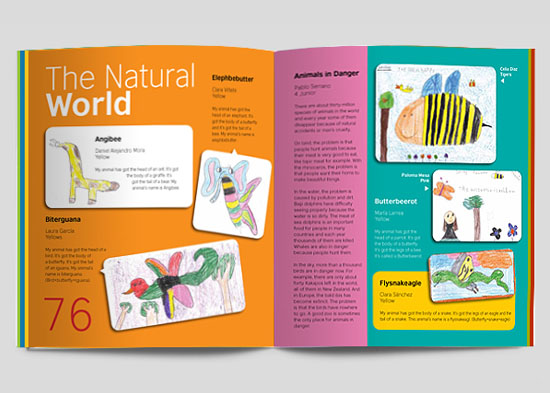 The Natural
World
Angibee
Daniel Alejandro Mora
Yellow
My animal has got the
head of an ant. It's got
the body of a giraffe. It's
got the tail of a bee. My
animal's name is Angibee.
Biterguana
Laura García
Yellows
My animal has got the head of a
bird. It's got the body of
a butterfly. It's got the tail
of an iguana. My animal's
name is biterguana.
(Bird+butterfly+iguana)
76
Elephbebutter
Clara Vitiello
Yellow
My animal has got the
head of an elephant. It's
got the body of a butterfly
and it's got the tail of a
bee. My animal's name is
elephbebutter
Animals in Danger
Pablo Serrano
4 Junior
There are about thirty million
species of animals in the world
and every year some of them
disappear because of natural
accidents or man's cruelty.
On land, the problem is that
people hunt animals because
their meat is very good to eat,
like tapir meat for example. With
the rhinoceros, the problem is
that people want their horns to
make beautiful things.
In the water, the problem is
caused by pollution and art.
Baiji dolphins have difficulty
seeing properly because the
water is so dirty. The meat of
sea dolphins is an important
food for people in many
countries and each year
thousands of them are killed.
Whales are also in danger
because people hunt them.
In the sky, more than a thousand
birds are in danger now. For
example, there are only about
forty Kakapos left in the world,
all of them in New Zealand. And
in Europe, the bald ibis has
become extinct. The problem
is that the birds have nowhere
to go. A good zoo is sometimes
the only place for animals in
danger.
Celia Díaz
Tigers
Paloma Mesa
Butterbeerot
María Larrea
Yellow
My animal has got the
head of a parrot. It's got
the body of a butterfly.
It's got the legs of a bee.
It's called a Butterbeerot
Flysnakeagle
Clara Sánchez
Yellow
My animal has got the body of a snake. It's got the legs of an eagle and the
tail of a snake. This animal's name is a flysnakeagle. (Butterfly+snake+eagle)